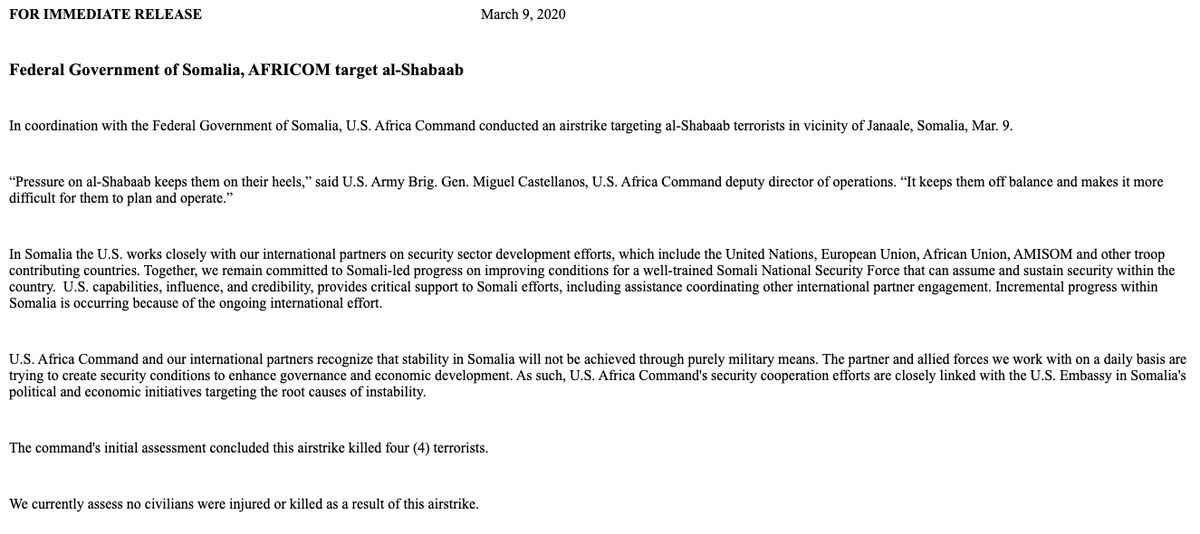 FOR IMMEDIATE RELEASE March 9, 2020
Federal Government of Somalia, AFRICOM target al-Shabaab
In coordination with the Federal Government of Somalia, U.S. Africa Command conducted an airstrike targeting al-Shabaab terrorists in vicinity of Janaale, Somalia, Mar. 9.
“Pressure on al-Shabaab keeps them on their heels,” said U.S. Army Brig. Gen. Miguel Castellanos, U.S. Africa Command deputy director of operations. “It keeps them off balance and makes it more
difficult for them to plan and operate.”
In Somalia the U.S. works closely with our international partners on security sector development efforts, which include the United Nations, European Union, African Union, AMISOM and other troop
contributing countries. Together, we remain committed to Somali-led progress on improving conditions for a well-trained Somali National Security Force that can assume and sustain security within the
country.  U.S. capabilities, influence, and credibility, provides critical support to Somali efforts, including assistance coordinating other international partner engagement. Incremental progress within
Somalia is occurring because of the ongoing international effort.
U.S. Africa Command and our international partners recognize that stability in Somalia will not be achieved through purely military means. The partner and allied forces we work with on a daily basis are
trying to create security conditions to enhance governance and economic development. As such, U.S. Africa Command's security cooperation efforts are closely linked with the U.S. Embassy in Somalia's
political and economic initiatives targeting the root causes of instability.
The command's initial assessment concluded this airstrike killed four (4) terrorists.
We currently assess no civilians were injured or killed as a result of this airstrike.